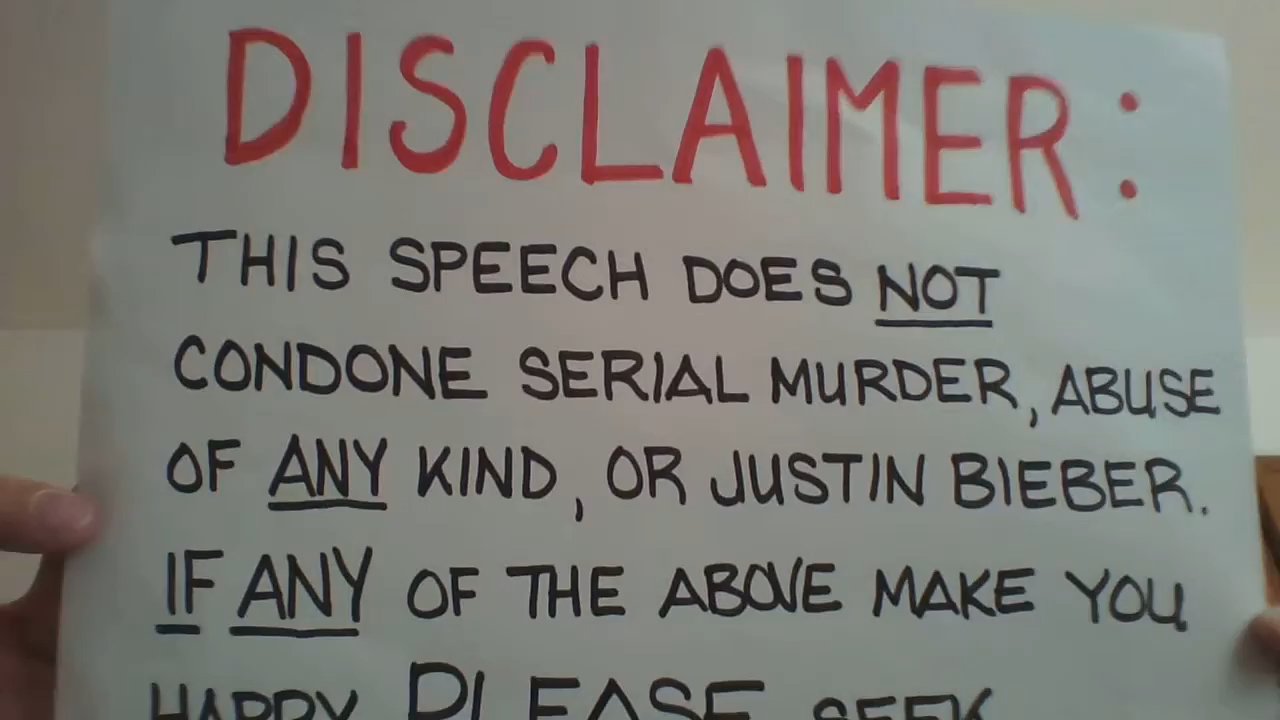 DISCLAIMER:
THIS SPEECH DOES NOT
CONDONE SERIAL MURDER, ABUSE
OF ANY KIND, OR JUSTIN BIEBER.
IF ANY OF THE ABOVE MAKE YOU
HAPPY PLEASE SEEK